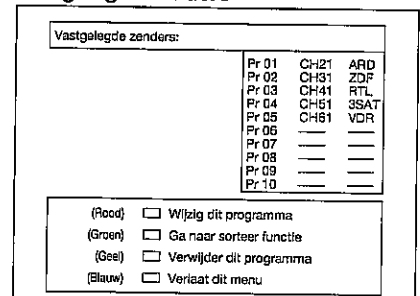 Vastgelegde zenders:
Pr 01 CH21 ARD
Pr 02 CH31 ZDF
Pr 03 CH41 RTL
Pr 04 CH51 3SAT
Pr 05 CH61 VDR
Pr 06 —— ——
Pr 07 —— ——
Pr 08 —— ——
Pr 09 —— ——
Pr 10 —— ——
(Rood) Wijzig dit programma
(Groen) Ga naar sorteer functie
(Geel) Verwijder dit programma
(Blauw) Verlaat dit menu